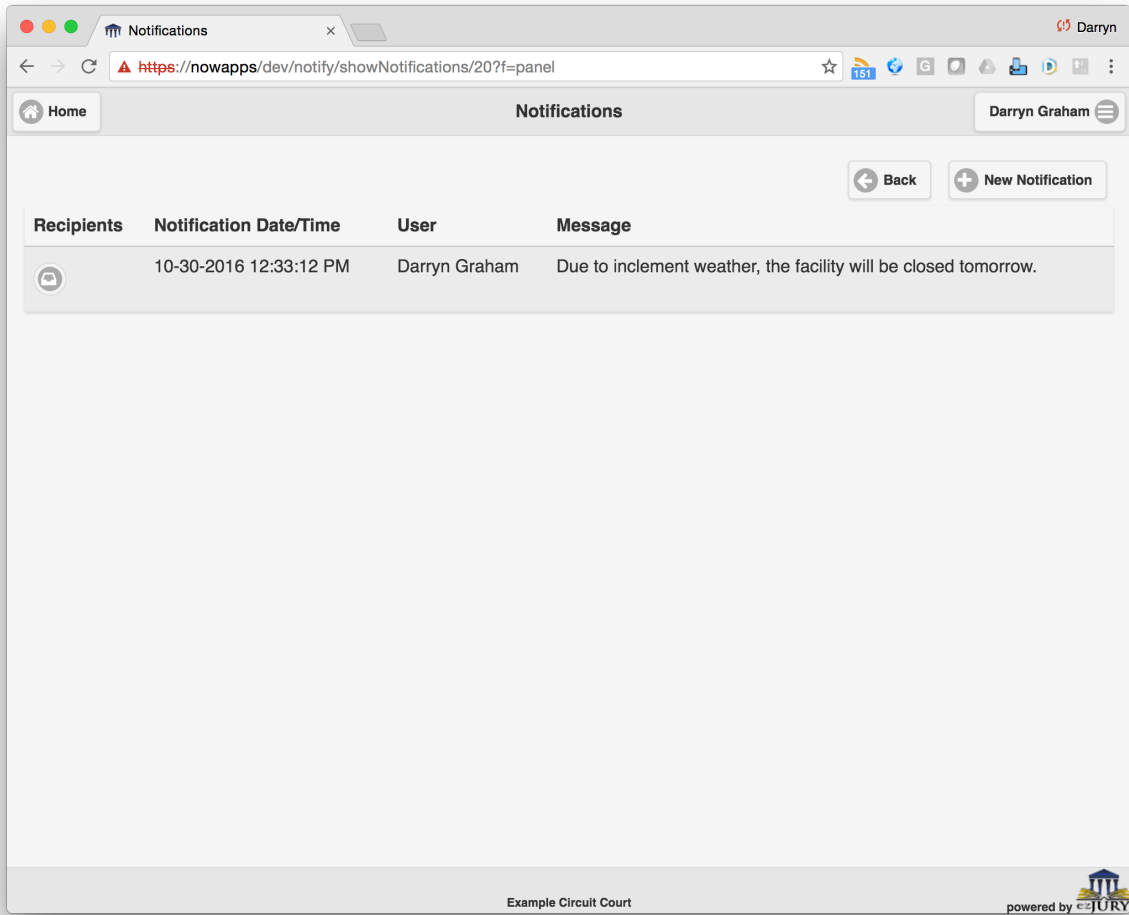 Notifications
Darryn
https://nowapps/dev/notify/showNotifications/20?f=panel
151
G
D
Home
Notifications
Darryn Graham
Back
New Notification
Recipients Notification Date/Time User Message
10-30-2016 12:33:12 PM Darryn Graham Due to inclement weather, the facility will be closed tomorrow.
Example Circuit Court
powered by ezJURY